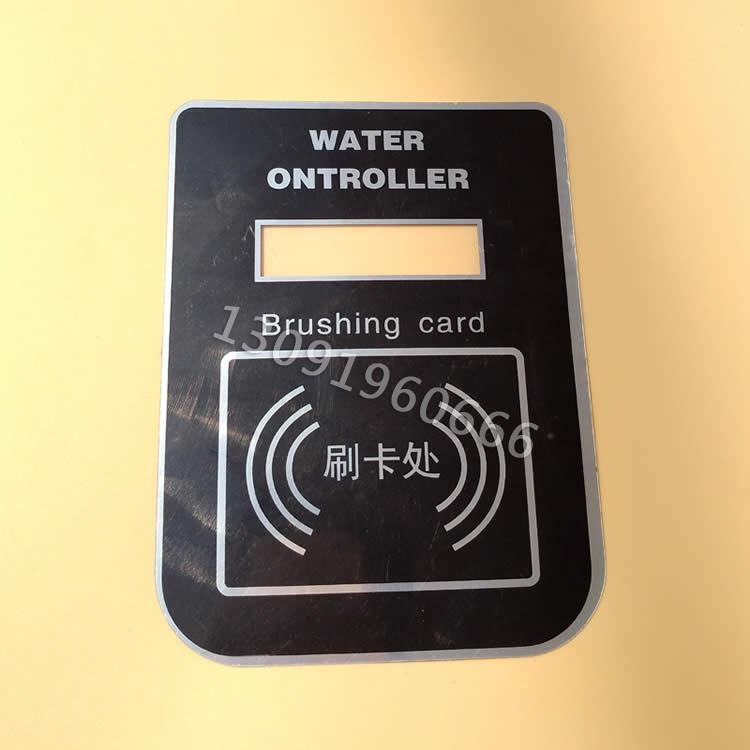 WATER
ONTROLLER
Brushing card
13091960666
刷卡处